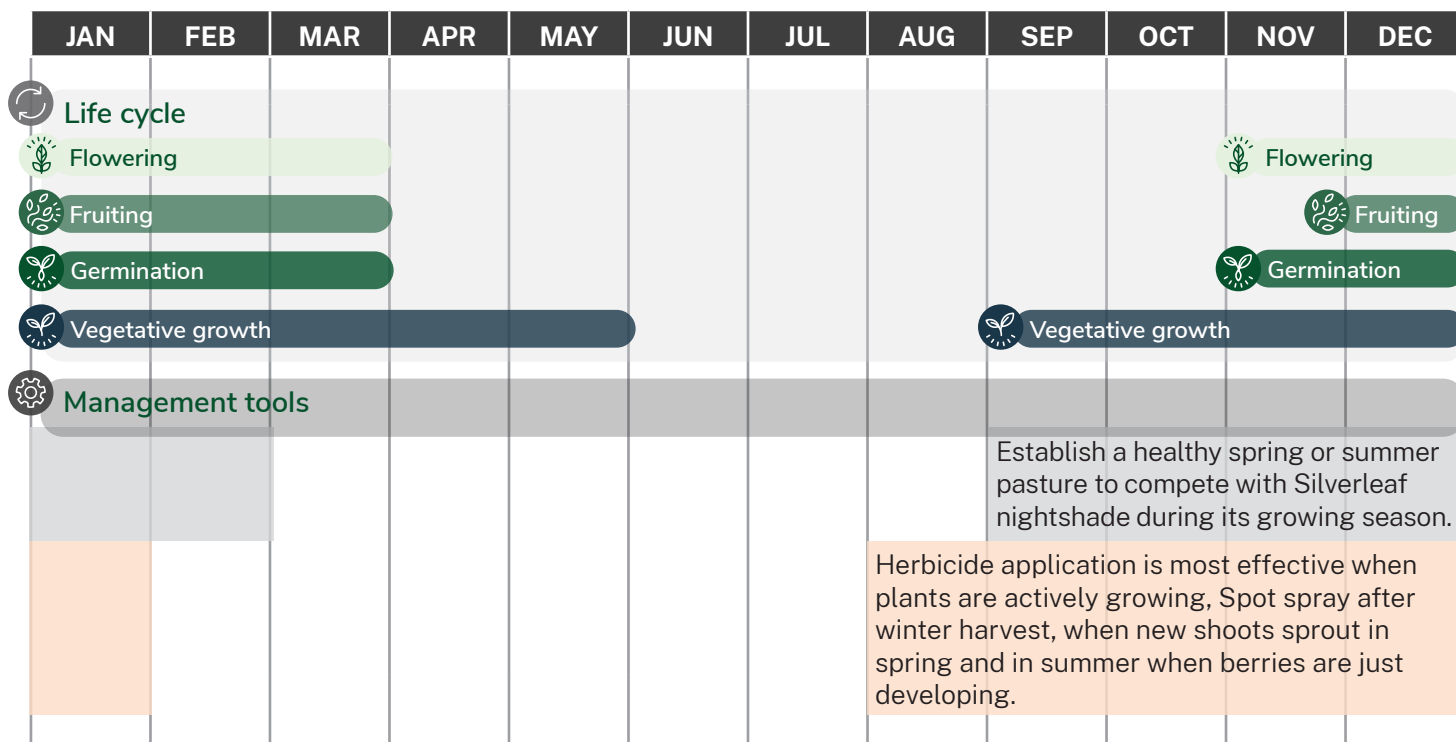 JAN FEB MAR APR MAY JUN JUL AUG SEP OCT NOV DEC
Life cycle
Flowering Flowering
Fruiting Fruiting
Germination Germination
Vegetative growth Vegetative growth
Management tools
Establish a healthy spring or summer
pasture to compete with Silverleaf
nightshade during its growing season.
Herbicide application is most effective when
plants are actively growing, Spot spray after
winter harvest, when new shoots sprout in
spring and in summer when berries are just
developing.